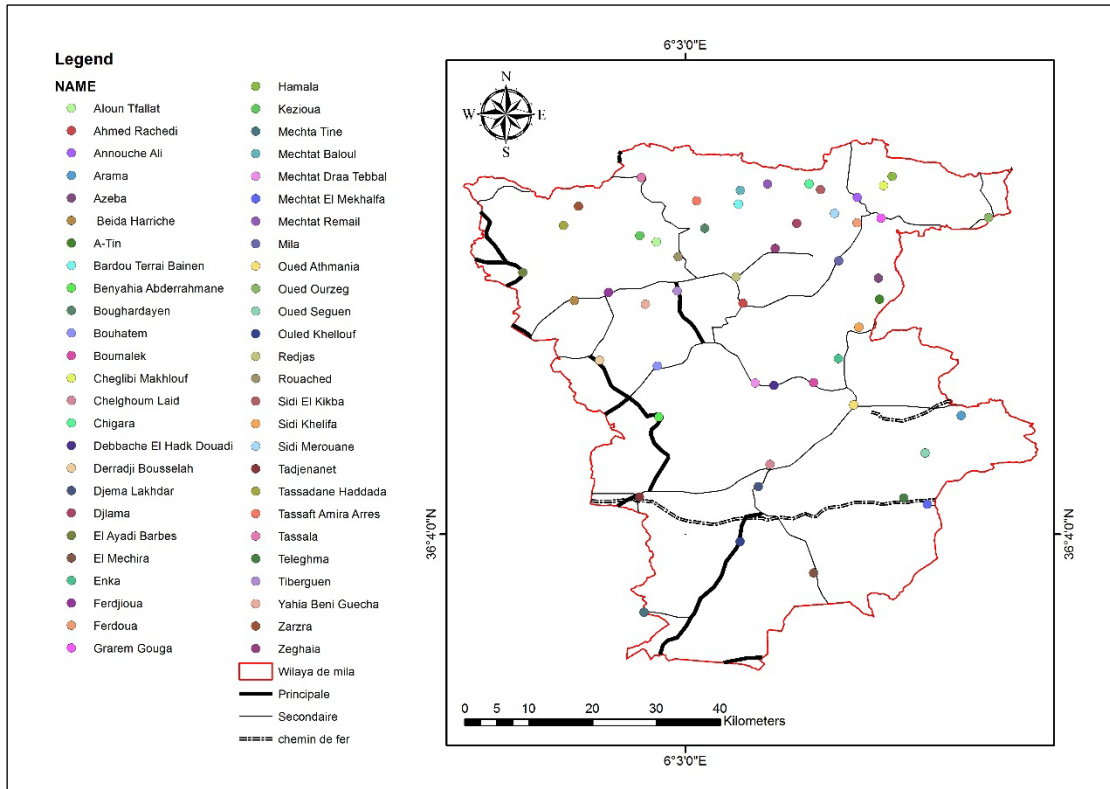 Legend
NAME
Aloun Tfallat
Ahmed Rachedi
Annouche Ali
Arama
Azeba
Beida Harriche
A-Tin
Bardou Terrai Bainen
Benyahia Abderrahmane
Boughardayen
Bouhatem
Boumalek
Cheglibi Makhlouf
Chelghoum Laid
Chigara
Debbache El Hadk Douadi
Derradji Bousselah
Djema Lakhdar
Djlama
El Ayadi Barbes
El Mechira
Enka
Ferdjioua
Ferdoua
Grarem Gouga
Hamala
Kezioua
Mechta Tine
Mechtat Baloul
Mechtat Draa Tebbal
Mechtat El Mekhalfa
Mechtat Remail
Mila
Oued Athmania
Oued Ourzeg
Oued Seguen
Ouled Khellouf
Redjas
Rouached
Sidi El Kikba
Sidi Khelifa
Sidi Merouane
Tadjenanet
Tassadane Haddada
Tassaft Amira Arres
Tassala
Teleghma
Tiberguen
Yahia Beni Guecha
Zarzra
Zeghaia
Wilaya de mila
Principale
Secondaire
chemin de fer
6°3'0"E
N
W E
S
36°4'0"N
36°4'0"N
0 5 10 20 30 40
Kilometers
6°3'0"E